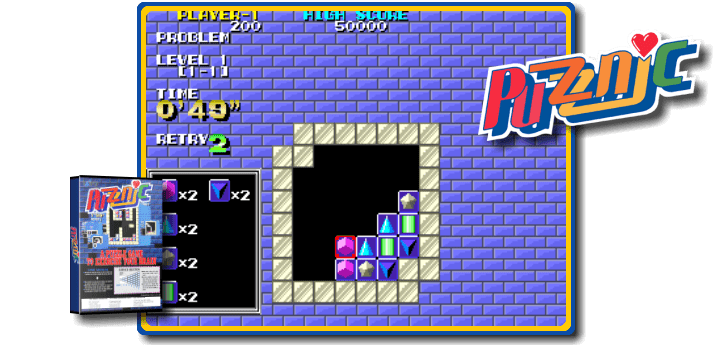 PLAYER-1 HIGH SCORE
200 50000
PROBLEM
LEVEL 1
[1-1]
TIME
0'49"
RETRY 2
×2 ×2
×2
×2
×2
PUZZNIC
PUZZNIC